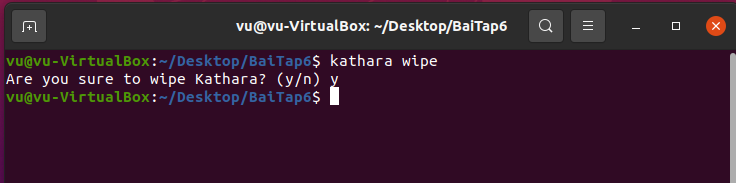 vu@vu-VirtualBox: ~/Desktop/BaiTap6
vu@vu-VirtualBox:~/Desktop/BaiTap6$ kathara wipe
Are you sure to wipe Kathara? (y/n) y
vu@vu-VirtualBox:~/Desktop/BaiTap6$